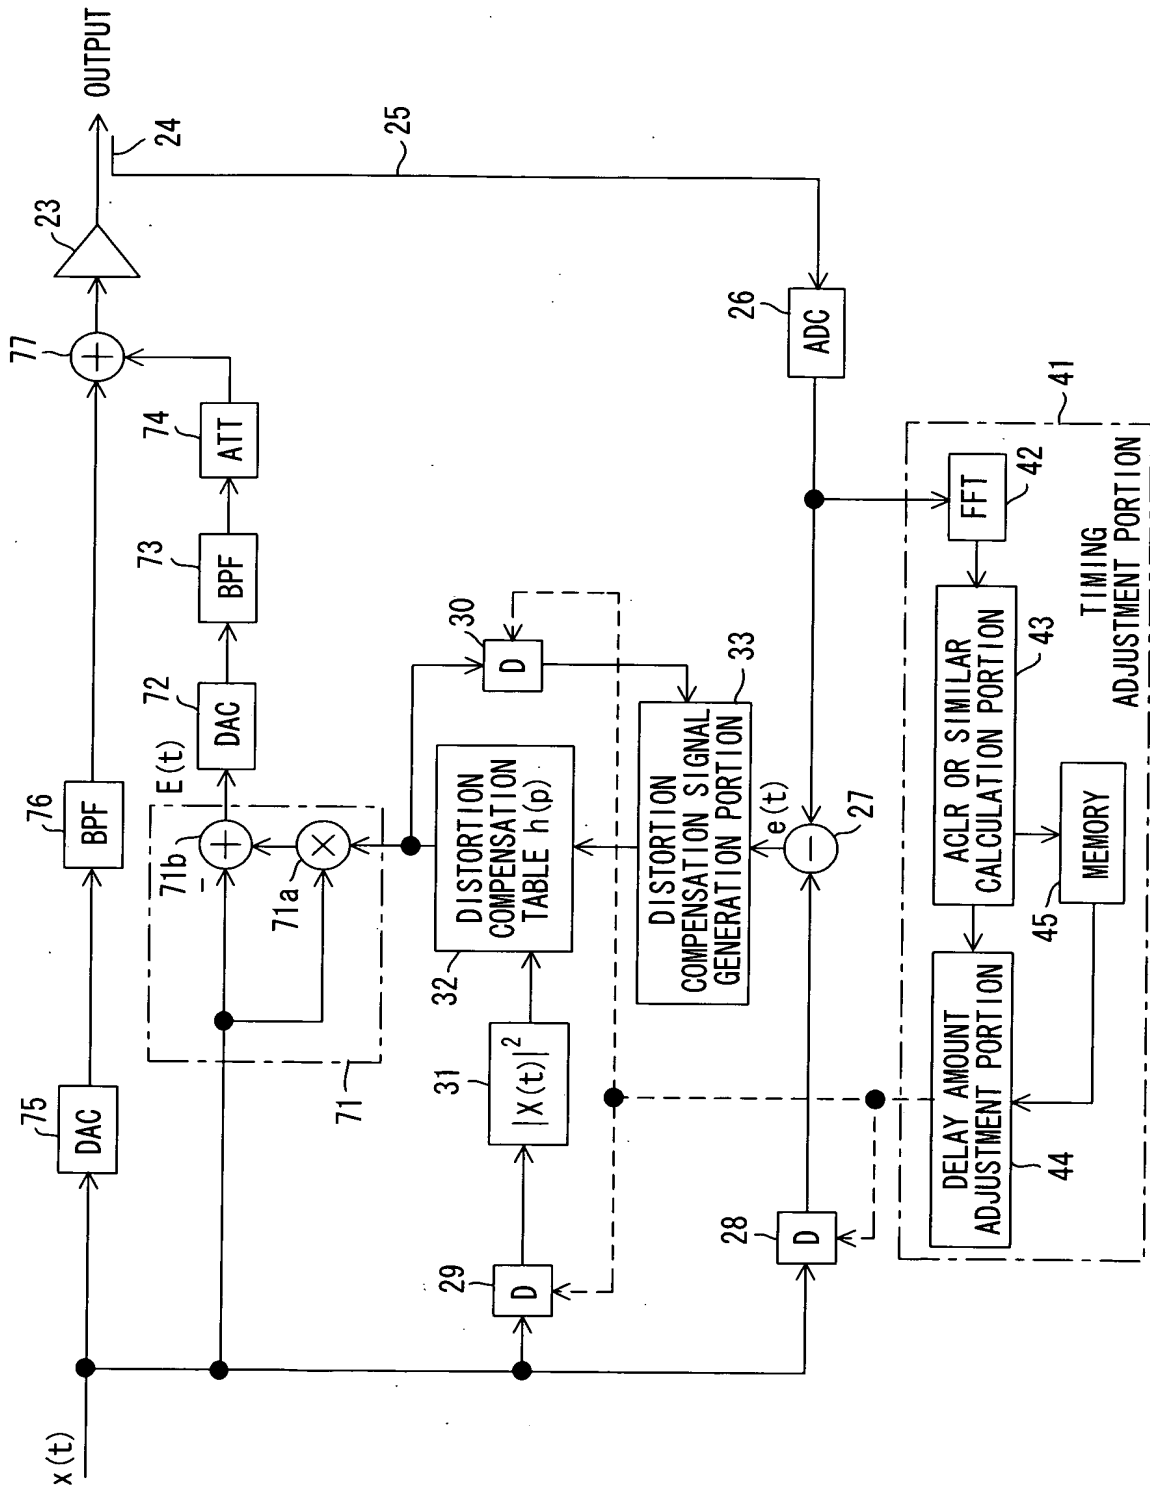 x(t)
75
DAC
76
BPF
77
+
23
OUTPUT
24
25
71
71b
-
+
71a
×
E(t)
72
DAC
73
BPF
74
ATT
29
D
31
|X(t)|²
32
DISTORTION
COMPENSATION
TABLE h(p)
30
D
33
DISTORTION
COMPENSATION SIGNAL
GENERATION PORTION
e(t)
28
D
-
27
26
ADC
41
TIMING
ADJUSTMENT PORTION
FFT
42
ACLR OR SIMILAR
CALCULATION PORTION
43
DELAY AMOUNT
ADJUSTMENT PORTION
44
45
MEMORY